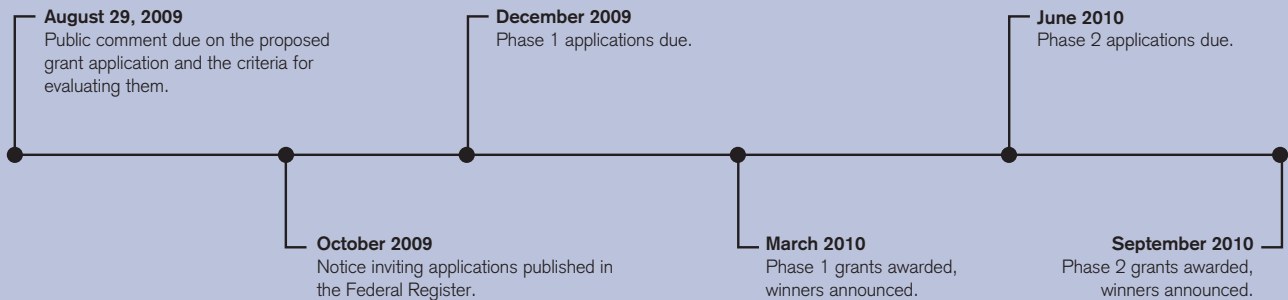 August 29, 2009
Public comment due on the proposed
grant application and the criteria for
evaluating them.
December 2009
Phase 1 applications due.
June 2010
Phase 2 applications due.
October 2009
Notice inviting applications published in
the Federal Register.
March 2010
Phase 1 grants awarded,
winners announced.
September 2010
Phase 2 grants awarded,
winners announced.